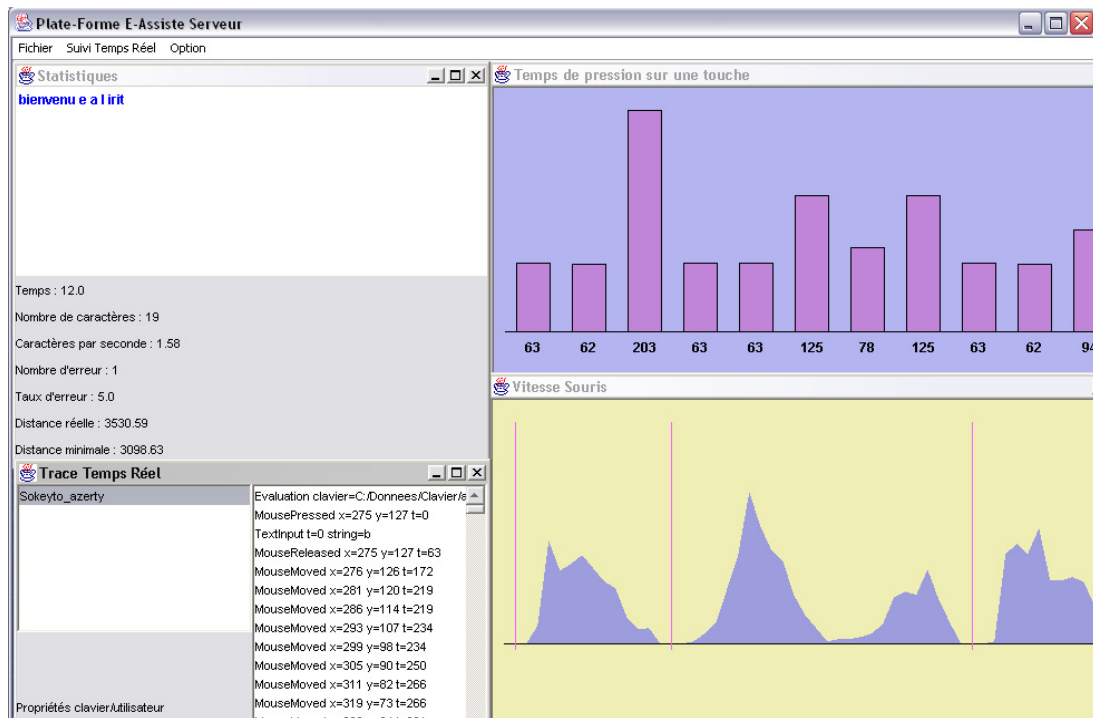 Plate-Forme E-Assiste Serveur
Fichier Suivi Temps Réel Option
Statistiques
bienvenu e a l irit
Temps : 12.0
Nombre de caractères : 19
Caractères par seconde : 1.58
Nombre d'erreur : 1
Taux d'erreur : 5.0
Distance réelle : 3530.59
Distance minimale : 3098.63
Temps de pression sur une touche
63 62 203 63 63 125 78 125 63 62 94
Vitesse Souris
Trace Temps Réel
Sokeyto_azerty
Propriétés clavier/utilisateur
Evaluation clavier=C:/Donnees/Clavier/a
MousePressed x=275 y=127 t=0
TextInput t=0 string=b
MouseReleased x=275 y=127 t=63
MouseMoved x=276 y=126 t=172
MouseMoved x=281 y=120 t=219
MouseMoved x=286 y=114 t=219
MouseMoved x=293 y=107 t=234
MouseMoved x=299 y=98 t=234
MouseMoved x=305 y=90 t=250
MouseMoved x=311 y=82 t=266
MouseMoved x=319 y=73 t=266